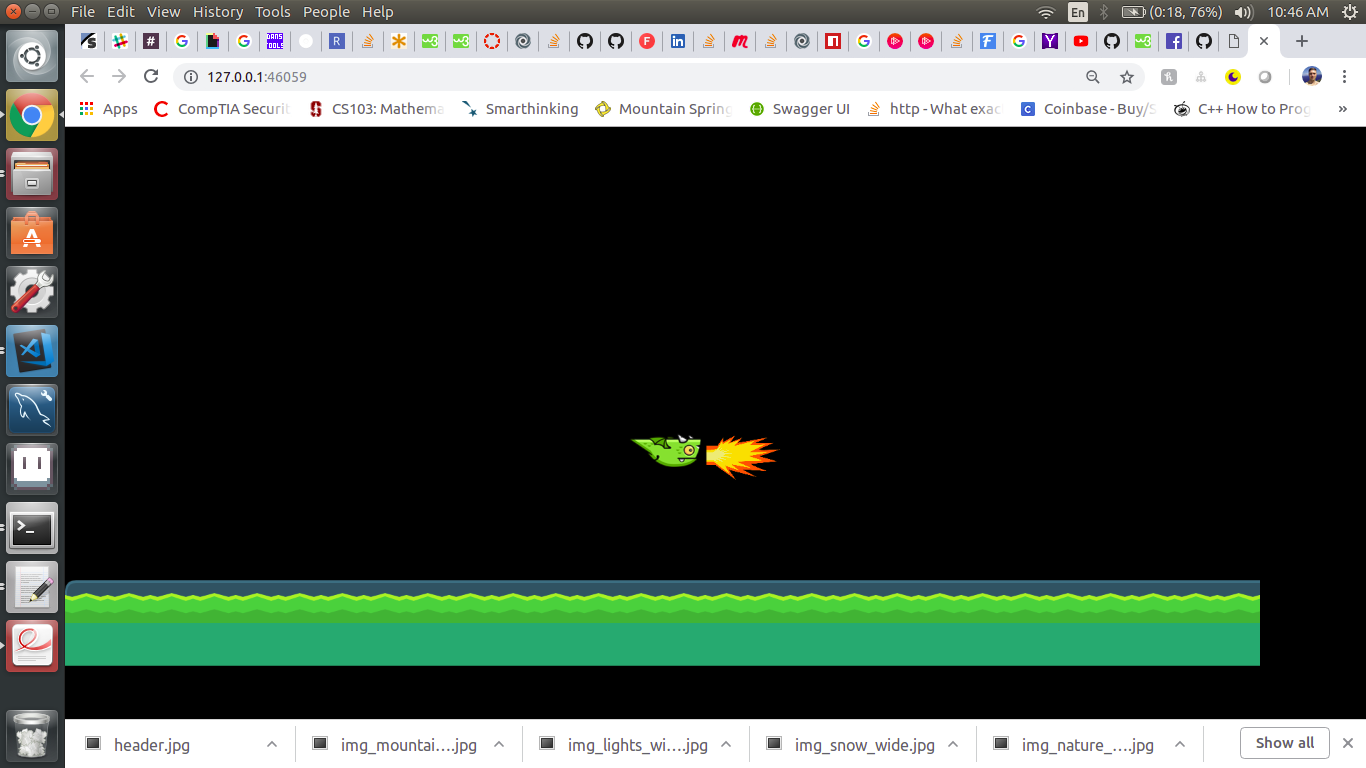 File Edit View History Tools People Help
En (0:18, 76%) 10:46 AM
127.0.0.1:46059
Apps CompTIA Securit CS103: Mathema Smarthinking Mountain Spring Swagger UI http - What exac Coinbase - Buy/S C++ How to Prog »
header.jpg img_mountai….jpg img_lights_wi….jpg img_snow_wide.jpg img_nature_….jpg Show all